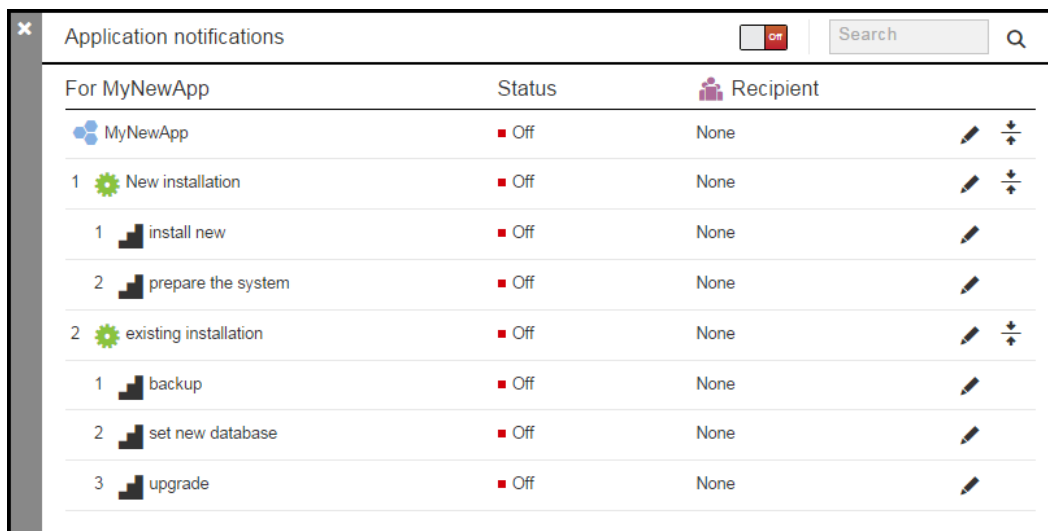 Application notifications Off Search
For MyNewApp Status Recipient
MyNewApp Off None
1 New installation Off None
1 install new Off None
2 prepare the system Off None
2 existing installation Off None
1 backup Off None
2 set new database Off None
3 upgrade Off None